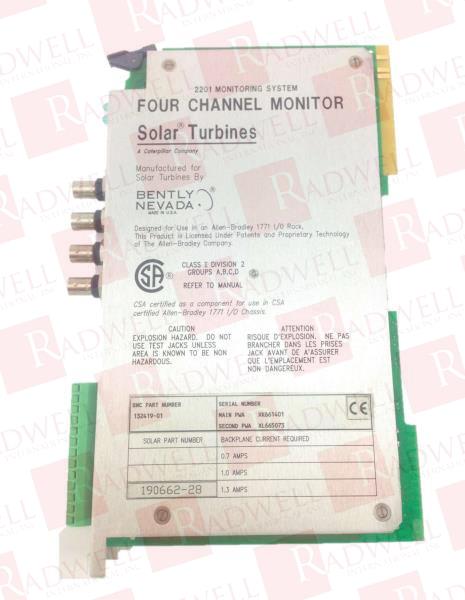 2201 MONITORING SYSTEM
FOUR CHANNEL MONITOR
Solar® Turbines
A Caterpillar Company
Manufactured for
Solar Turbines By
BENTLY
NEVADA
MADE IN U.S.A.
Designed for Use in an Allen-Bradley 1771 I/O Rack.
This Product is Licensed Under Patents and Proprietary Technology
of The Allen-Bradley Company.
CLASS I DIVISION 2
GROUPS A,B,C,D
REFER TO MANUAL
CSA certified as a component for use in CSA
certified Allen-Bradley 1771 I/O Chassis.
CAUTION
EXPLOSION HAZARD. DO NOT
USE TEST JACKS UNLESS
AREA IS KNOWN TO BE NON
HAZARDOUS.
ATTENTION
RISQUE D'EXPLOSION. NE PAS
BRANCHER DANS LES PRISES
JACK AVANT DE A'ASSURER
QUE L'EMPLACEMENT EST
NON DANGEREUX.
BNC PART NUMBER
132419-01
SERIAL NUMBER
MAIN PWA XK661401
SECOND PWA XL665073
CE
SOLAR PART NUMBER BACKPLANE CURRENT REQUIRED
0.7 AMPS
1.0 AMPS
190662-28 1.3 AMPS
RADWELL